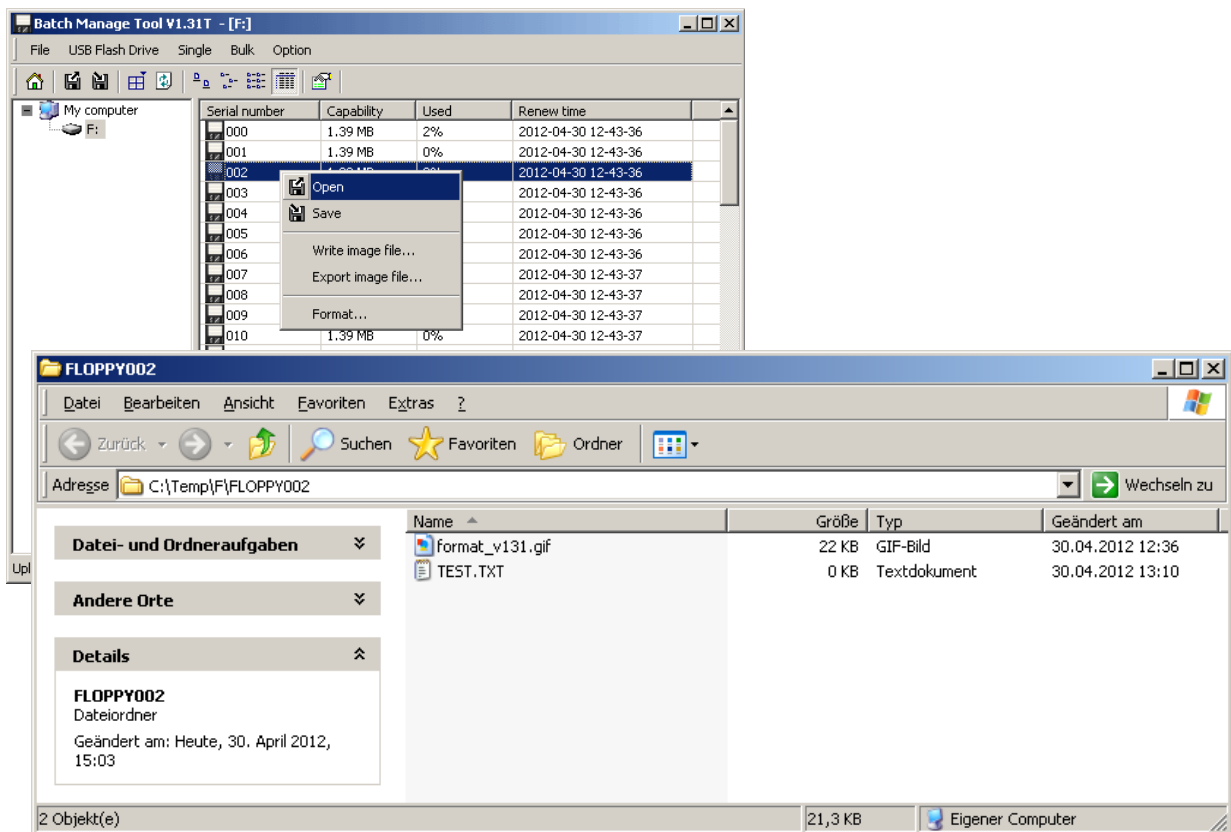 Batch Manage Tool V1.31T - [F:]
File USB Flash Drive Single Bulk Option
My computer
F:
Serial number Capability Used Renew time
000 1.39 MB 2% 2012-04-30 12-43-36
001 1.39 MB 0% 2012-04-30 12-43-36
002 2012-04-30 12-43-36
003 2012-04-30 12-43-36
004 2012-04-30 12-43-36
005 2012-04-30 12-43-36
006 2012-04-30 12-43-36
007 2012-04-30 12-43-37
008 2012-04-30 12-43-37
009 2012-04-30 12-43-37
010 1.39 MB 0% 2012-04-30 12-43-37
Open
Save
Write image file...
Export image file...
Format...
Upl
FLOPPY002
Datei Bearbeiten Ansicht Favoriten Extras ?
Zurück Suchen Favoriten Ordner
Adresse C:\Temp\F\FLOPPY002 Wechseln zu
Datei- und Ordneraufgaben
Andere Orte
Details
FLOPPY002
Dateiordner
Geändert am: Heute, 30. April 2012,
15:03
Name Größe Typ Geändert am
format_v131.gif 22 KB GIF-Bild 30.04.2012 12:36
TEST.TXT 0 KB Textdokument 30.04.2012 13:10
2 Objekt(e) 21,3 KB Eigener Computer